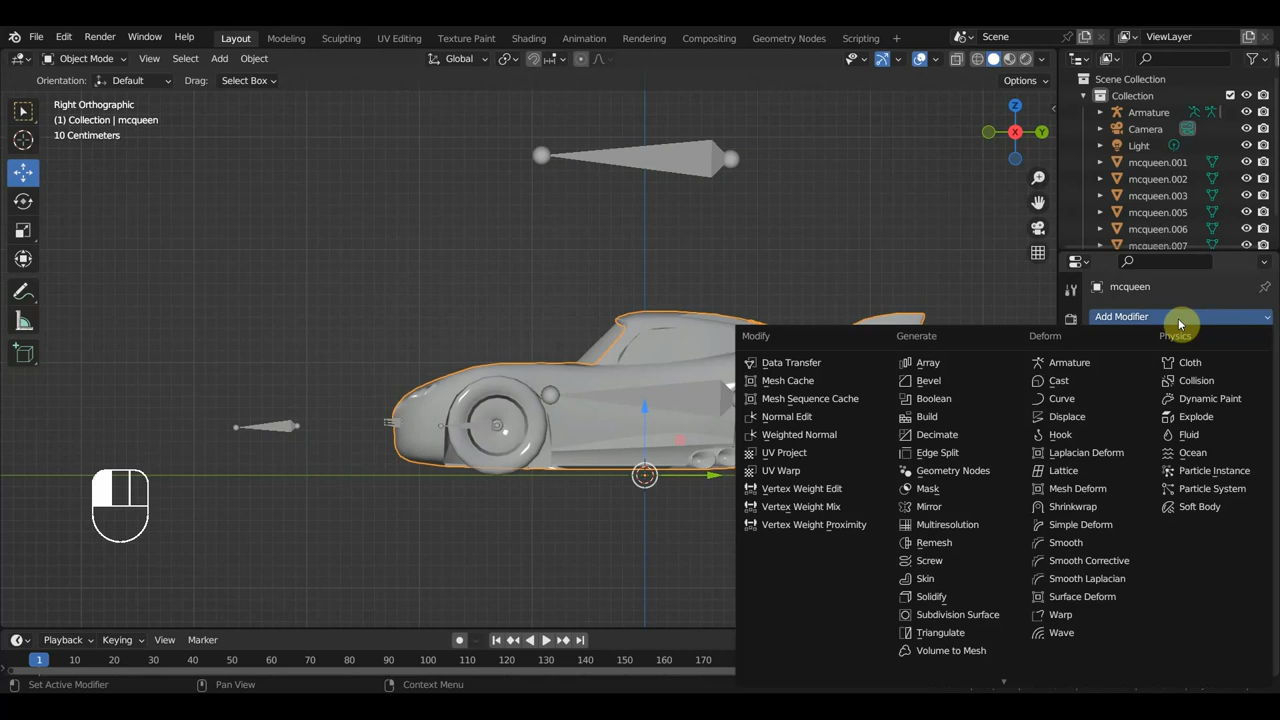 File Edit Render Window Help Layout Modeling Sculpting UV Editing Texture Paint Shading Animation Rendering Compositing Geometry Nodes Scripting + Scene ViewLayer
Object Mode View Select Add Object Global Options
Orientation: Default Drag: Select Box
Right Orthographic
(1) Collection | mcqueen
10 Centimeters
Z
X
Y
Scene Collection
Collection
Armature
Camera
Light
mcqueen.001
mcqueen.002
mcqueen.003
mcqueen.005
mcqueen.006
mcqueen.007
mcqueen
Add Modifier
Modify Generate Deform Physics
Data Transfer Array Armature Cloth
Mesh Cache Bevel Cast Collision
Mesh Sequence Cache Boolean Curve Dynamic Paint
Normal Edit Build Displace Explode
Weighted Normal Decimate Hook Fluid
UV Project Edge Split Laplacian Deform Ocean
UV Warp Geometry Nodes Lattice Particle Instance
Vertex Weight Edit Mask Mesh Deform Particle System
Vertex Weight Mix Mirror Shrinkwrap Soft Body
Vertex Weight Proximity Multiresolution Simple Deform
Remesh Smooth
Screw Smooth Corrective
Skin Smooth Laplacian
Solidify Surface Deform
Subdivision Surface Warp
Triangulate Wave
Volume to Mesh
Playback Keying View Marker
1 10 20 30 40 50 60 70 80 90 100 110 120 130 140 150 160 170
Set Active Modifier Pan View Context Menu